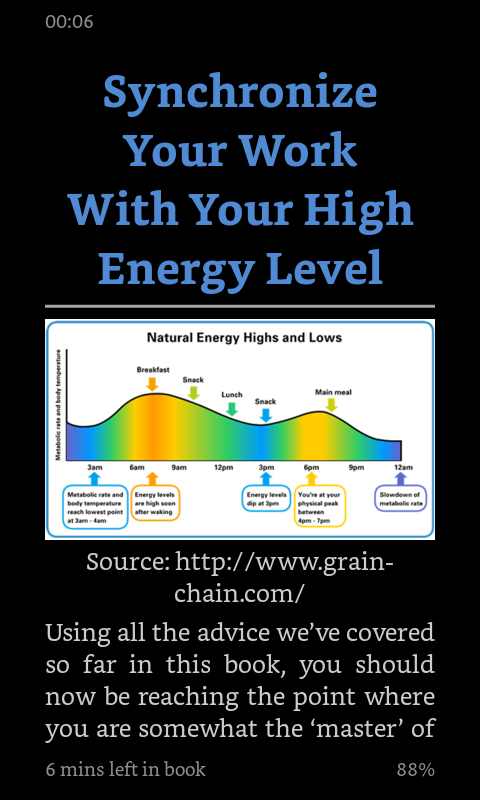 00:06
Synchronize
Your Work
With Your High
Energy Level
Natural Energy Highs and Lows
Metabolic rate and body temperature
Breakfast
Snack
Lunch
Snack
Main meal
3am 6am 9am 12pm 3pm 6pm 9pm 12am
Metabolic rate and
body temperature
reach lowest point
at 3am - 4am
Energy levels
are high soon
after waking
Energy levels
dip at 3pm
You're at your
physical peak
between
4pm - 7pm
Slowdown of
metabolic rate
Source: http://www.grain-
chain.com/
Using all the advice we’ve covered
so far in this book, you should
now be reaching the point where
you are somewhat the ‘master’ of
6 mins left in book 88%